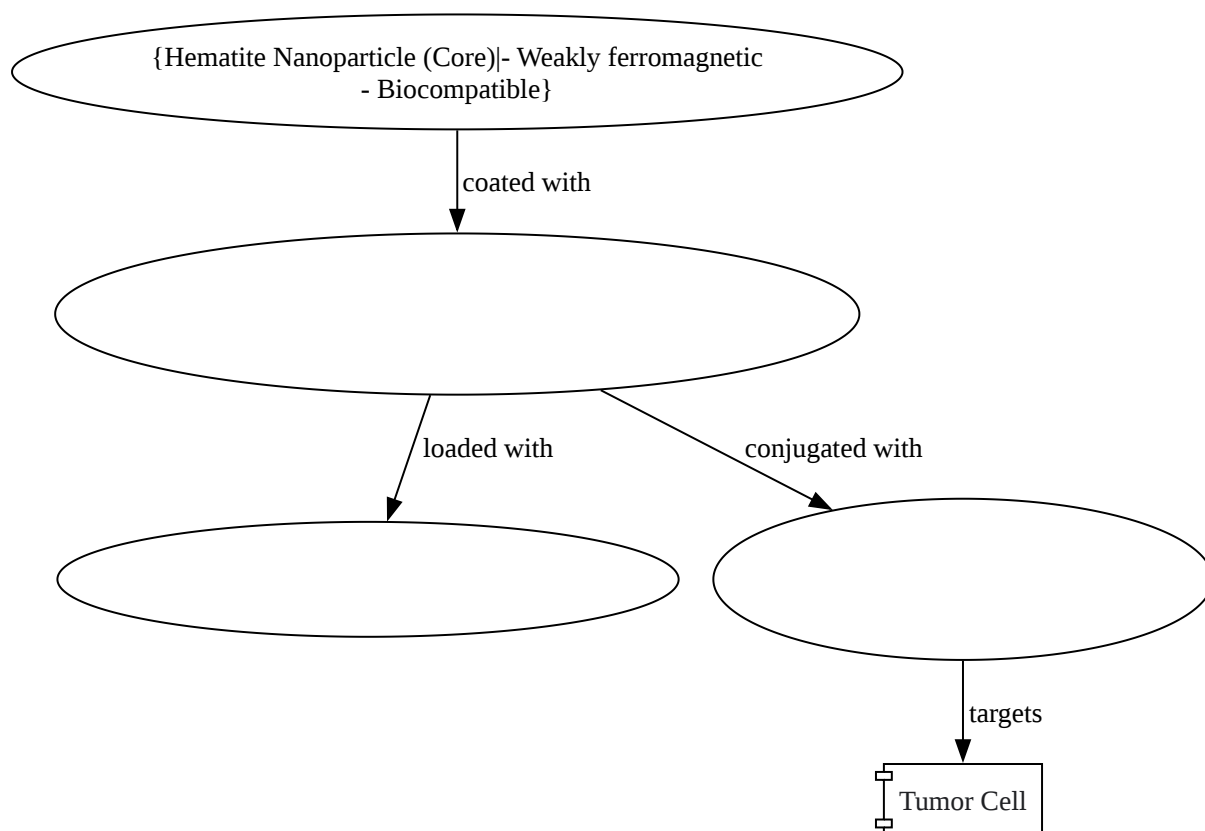 {Hematite Nanoparticle (Core)|- Weakly ferromagnetic
- Biocompatible}
coated with
loaded with
conjugated with
targets
Tumor Cell